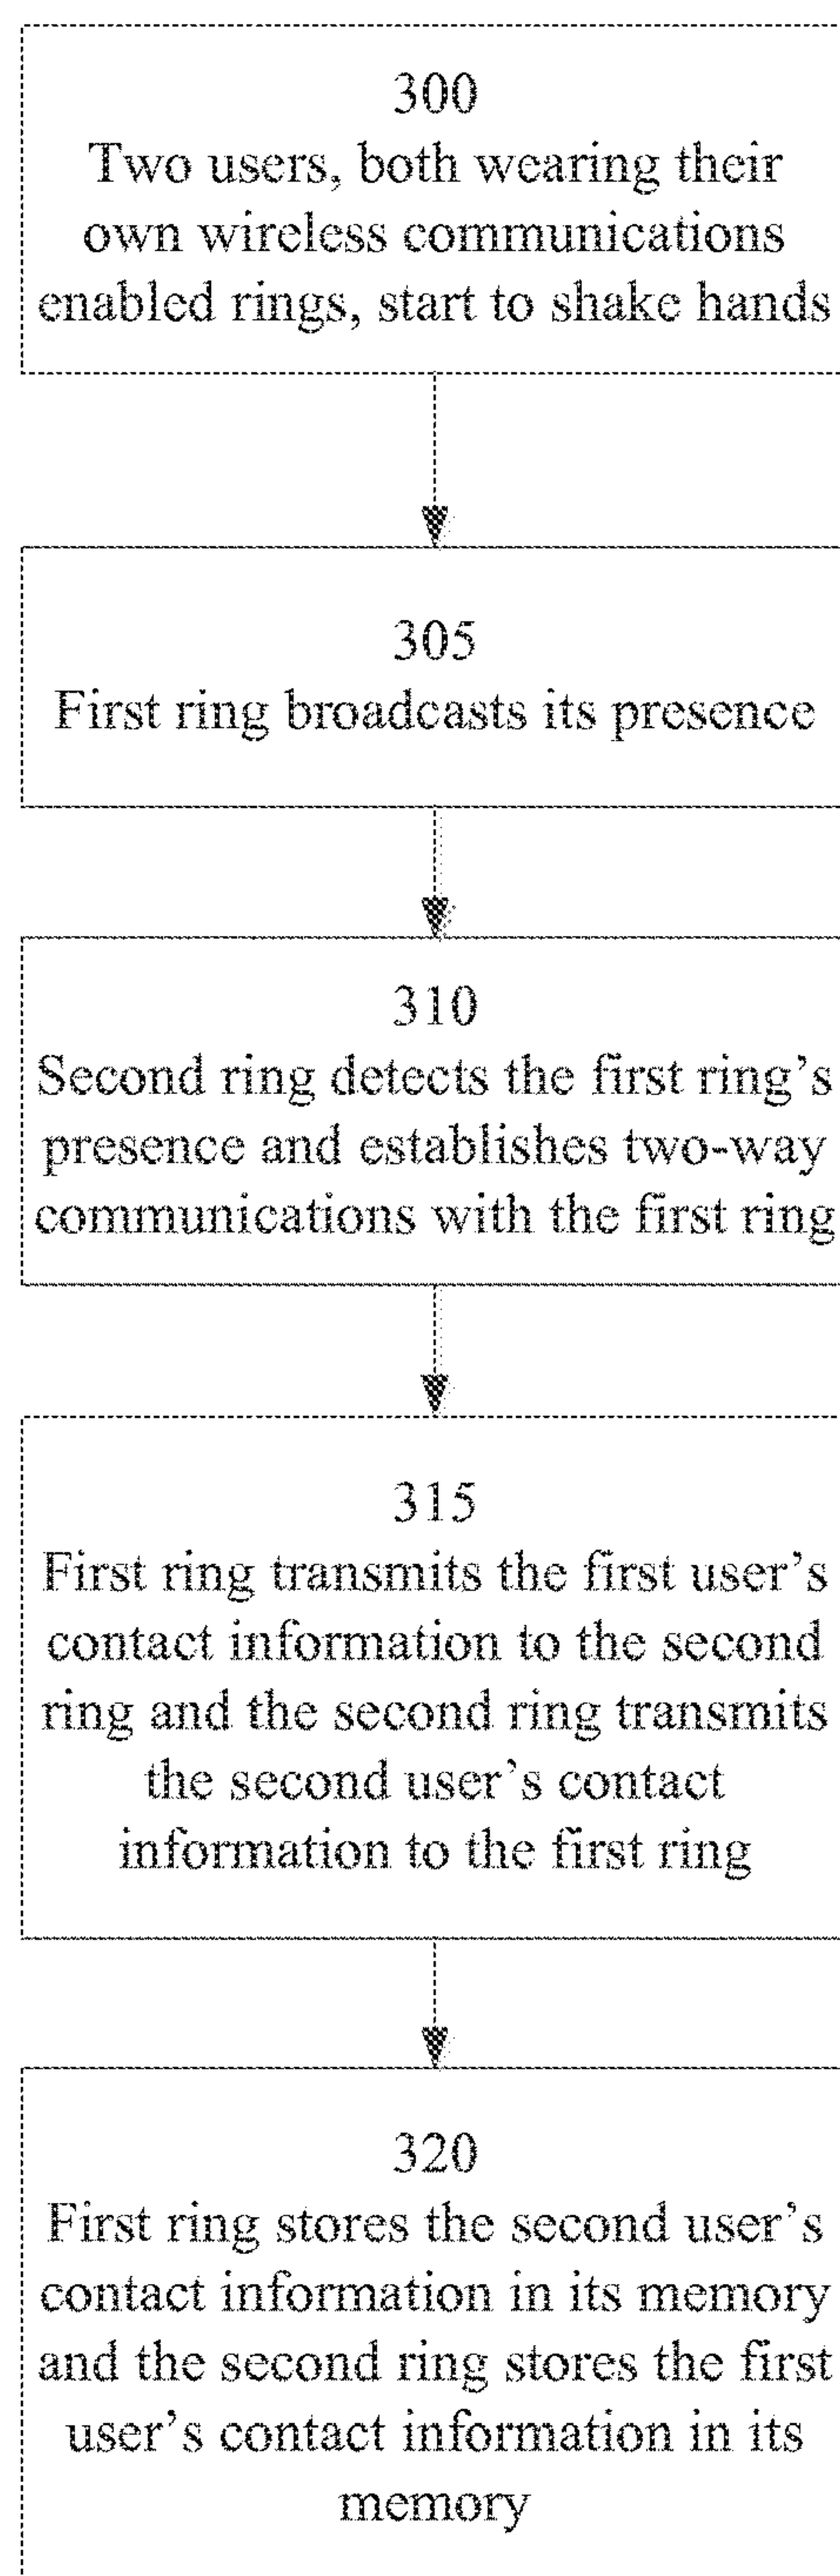 300
Two users, both wearing their
own wireless communications
enabled rings, start to shake hands
305
First ring broadcasts its presence
310
Second ring detects the first ring's
presence and establishes two-way
communications with the first ring
315
First ring transmits the first user's
contact information to the second
ring and the second ring transmits
the second user's contact
information to the first ring
320
First ring stores the second user's
contact information in its memory
and the second ring stores the first
user's contact information in its
memory